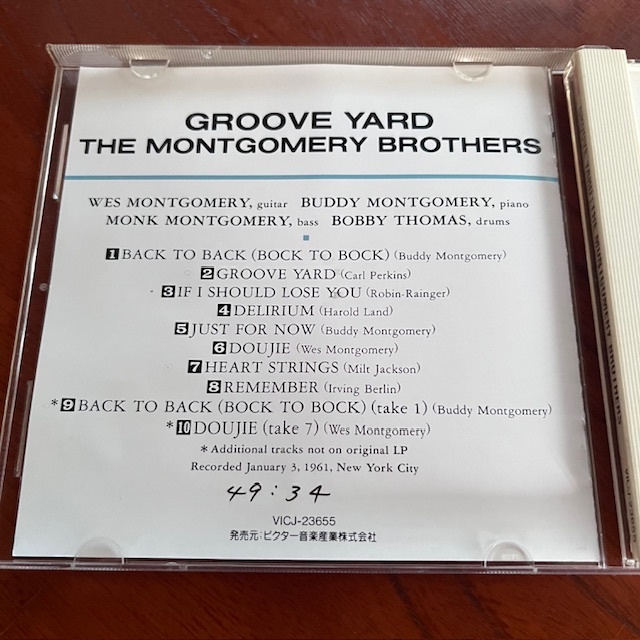 GROOVE YARD
THE MONTGOMERY BROTHERS
WES MONTGOMERY, guitar BUDDY MONTGOMERY, piano
MONK MONTGOMERY, bass BOBBY THOMAS, drums
1 BACK TO BACK (BOCK TO BOCK) (Buddy Montgomery)
2 GROOVE YARD (Carl Perkins)
3 IF I SHOULD LOSE YOU (Robin-Rainger)
4 DELIRIUM (Harold Land)
5 JUST FOR NOW (Buddy Montgomery)
6 DOUJIE (Wes Montgomery)
7 HEART STRINGS (Milt Jackson)
8 REMEMBER (Irving Berlin)
*9 BACK TO BACK (BOCK TO BOCK) (take 1) (Buddy Montgomery)
*10 DOUJIE (take 7) (Wes Montgomery)
*Additional tracks not on original LP
Recorded January 3, 1961, New York City
49:34
VICJ-23655
発売元:ビクター音楽産業株式会社